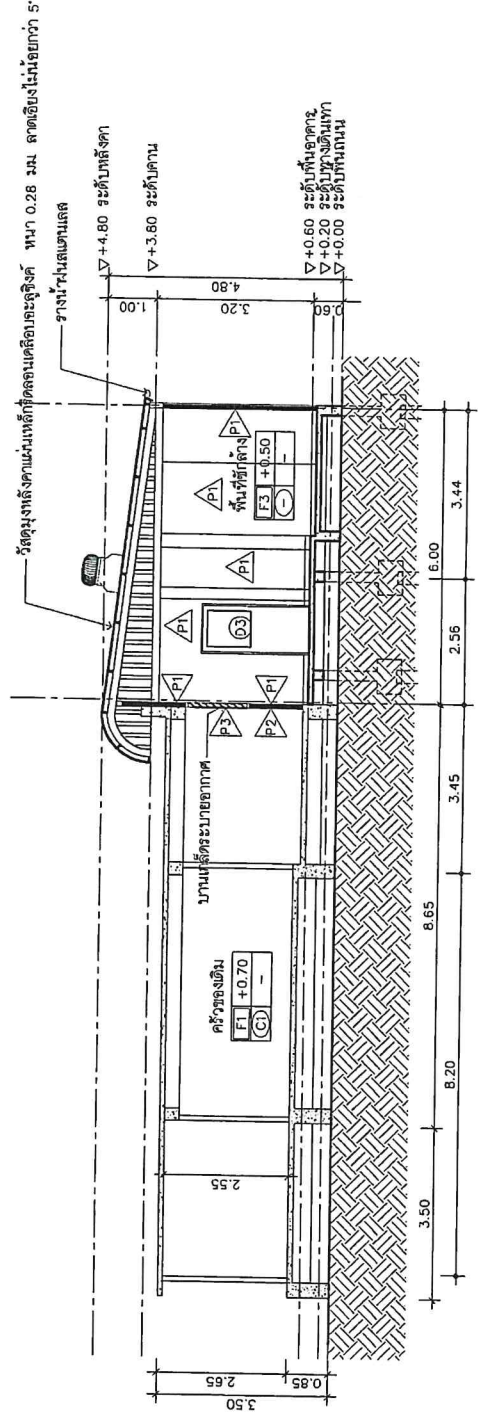 วัสดุมุงหลังคาแผ่นเหล็กรีดลอนเคลือบอะลูซิงค์ หนา 0.28 มม ลาดเอียงไม่น้อยกว่า 5°
รางน้ำฝนสแตนเลส
+4.80 ระดับหลังคา
+3.80 ระดับคาน
+0.60 ระดับพื้นอาคาร
+0.20 ระดับทางเดินเท้า
+0.00 ระดับพื้นถนน
1.00
3.20
0.60
4.80
P1
P1
P1
P1
P1
P1
P2
P3
D3
พื้นที่ซักล้าง
F3 +0.50
- -
บานเกล็ดระบายอากาศ
ครัวของเดิม
F1 +0.70
C1 -
2.55
2.65
0.85
3.50
3.50
8.65
6.00
8.20
3.45
2.56
3.44